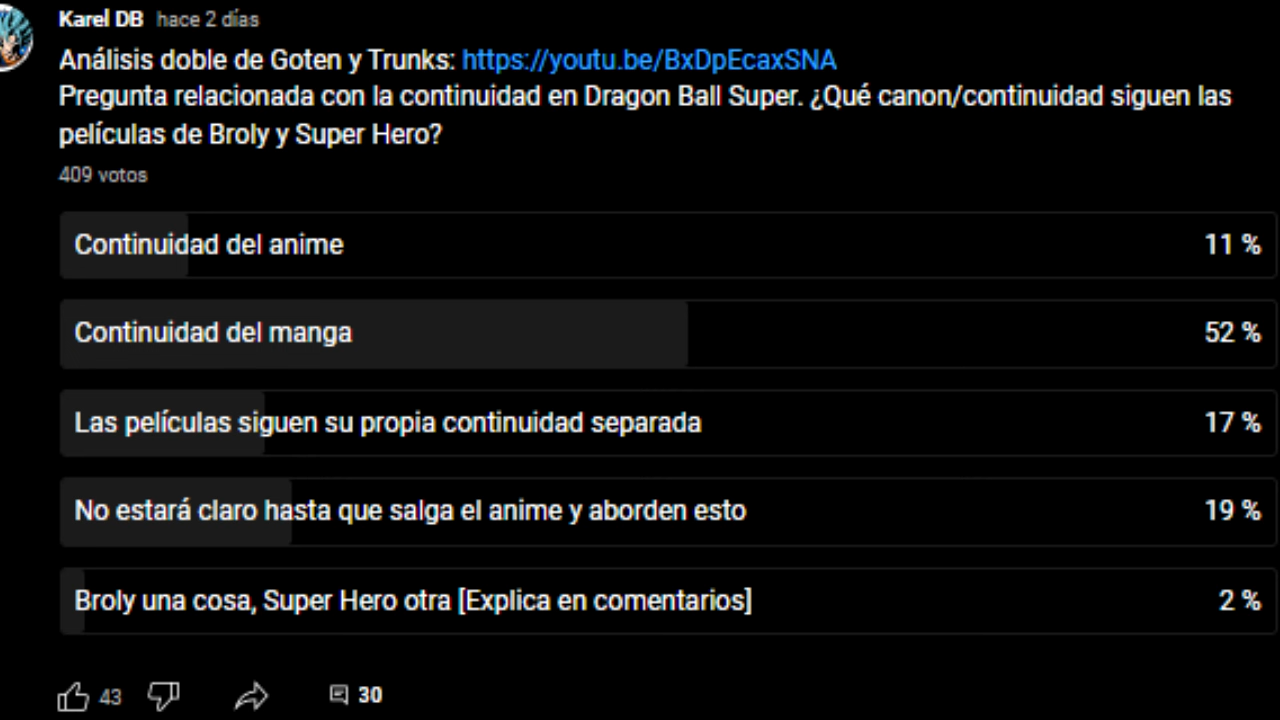 Karel DB hace 2 días
Análisis doble de Goten y Trunks: https://youtu.be/BxDpEcaxSNA
Pregunta relacionada con la continuidad en Dragon Ball Super. ¿Qué canon/continuidad siguen las
películas de Broly y Super Hero?
409 votos
Continuidad del anime 11 %
Continuidad del manga 52 %
Las películas siguen su propia continuidad separada 17 %
No estará claro hasta que salga el anime y aborden esto 19 %
Broly una cosa, Super Hero otra [Explica en comentarios] 2 %
43 30